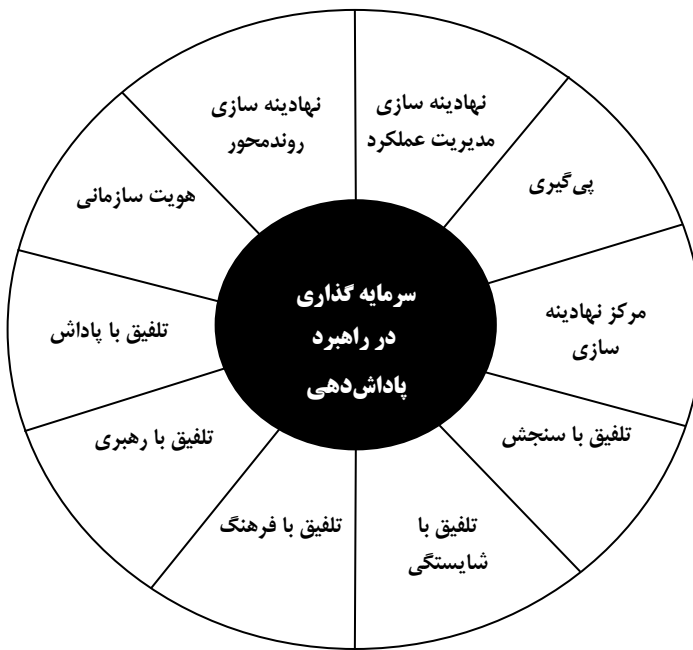 نهادینه سازی
مدیریت عملکرد
پی‌گیری
مرکز نهادینه
سازی
تلفیق با سنجش
تلفیق با
شایستگی
تلفیق با فرهنگ
تلفیق با رهبری
تلفیق با پاداش
هویت سازمانی
نهادینه سازی
روندمحور
سرمایه گذاری
در راهبرد
پاداش‌دهی